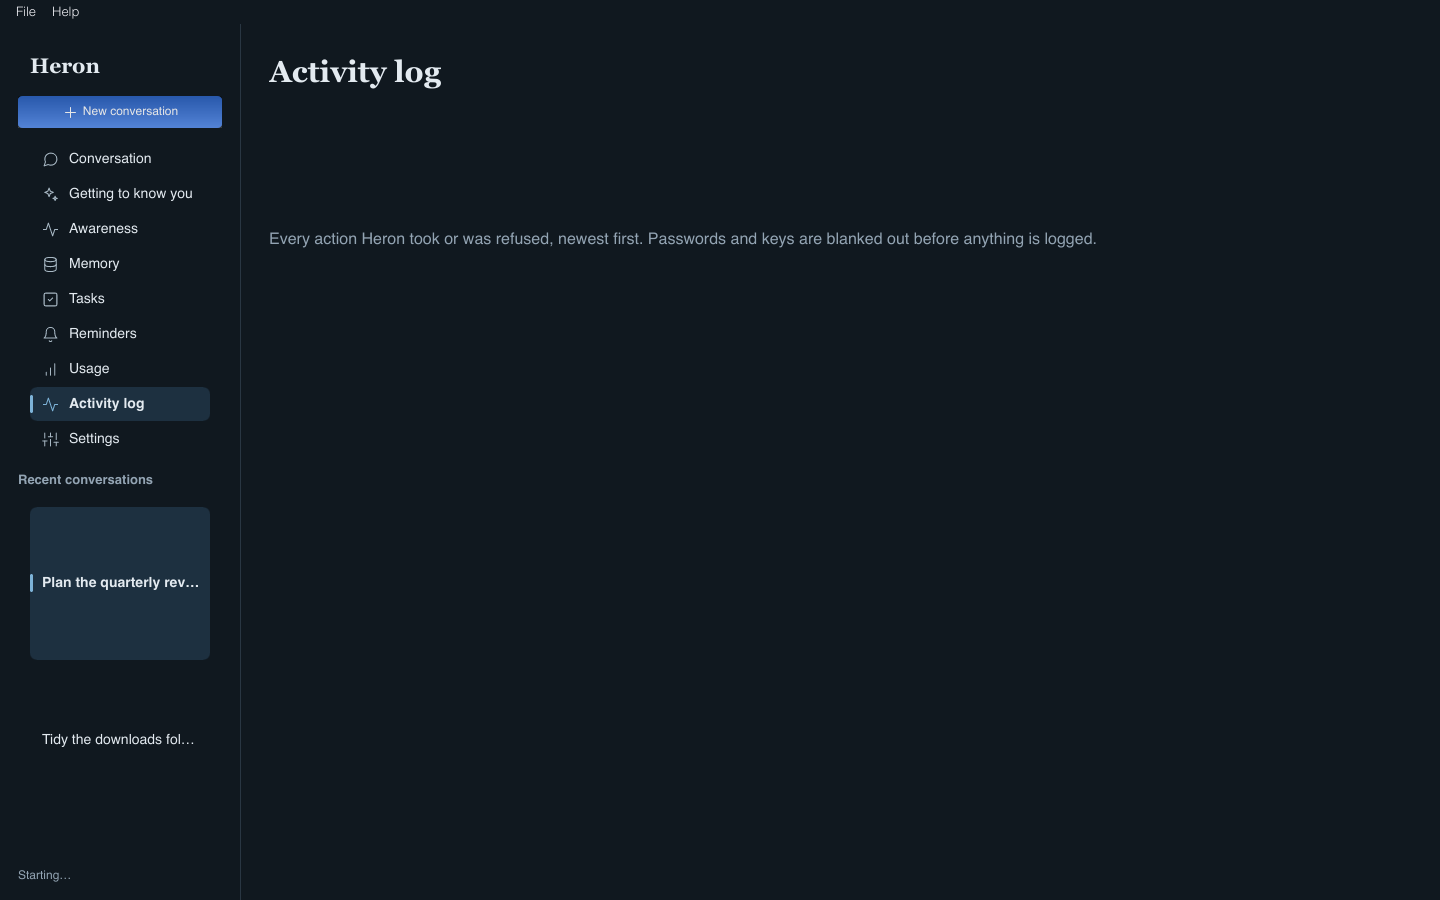 File Help
Heron
New conversation
Conversation
Getting to know you
Awareness
Memory
Tasks
Reminders
Usage
Activity log
Settings
Recent conversations
Plan the quarterly rev…
Tidy the downloads fol…
Starting…
Activity log
Every action Heron took or was refused, newest first. Passwords and keys are blanked out before anything is logged.